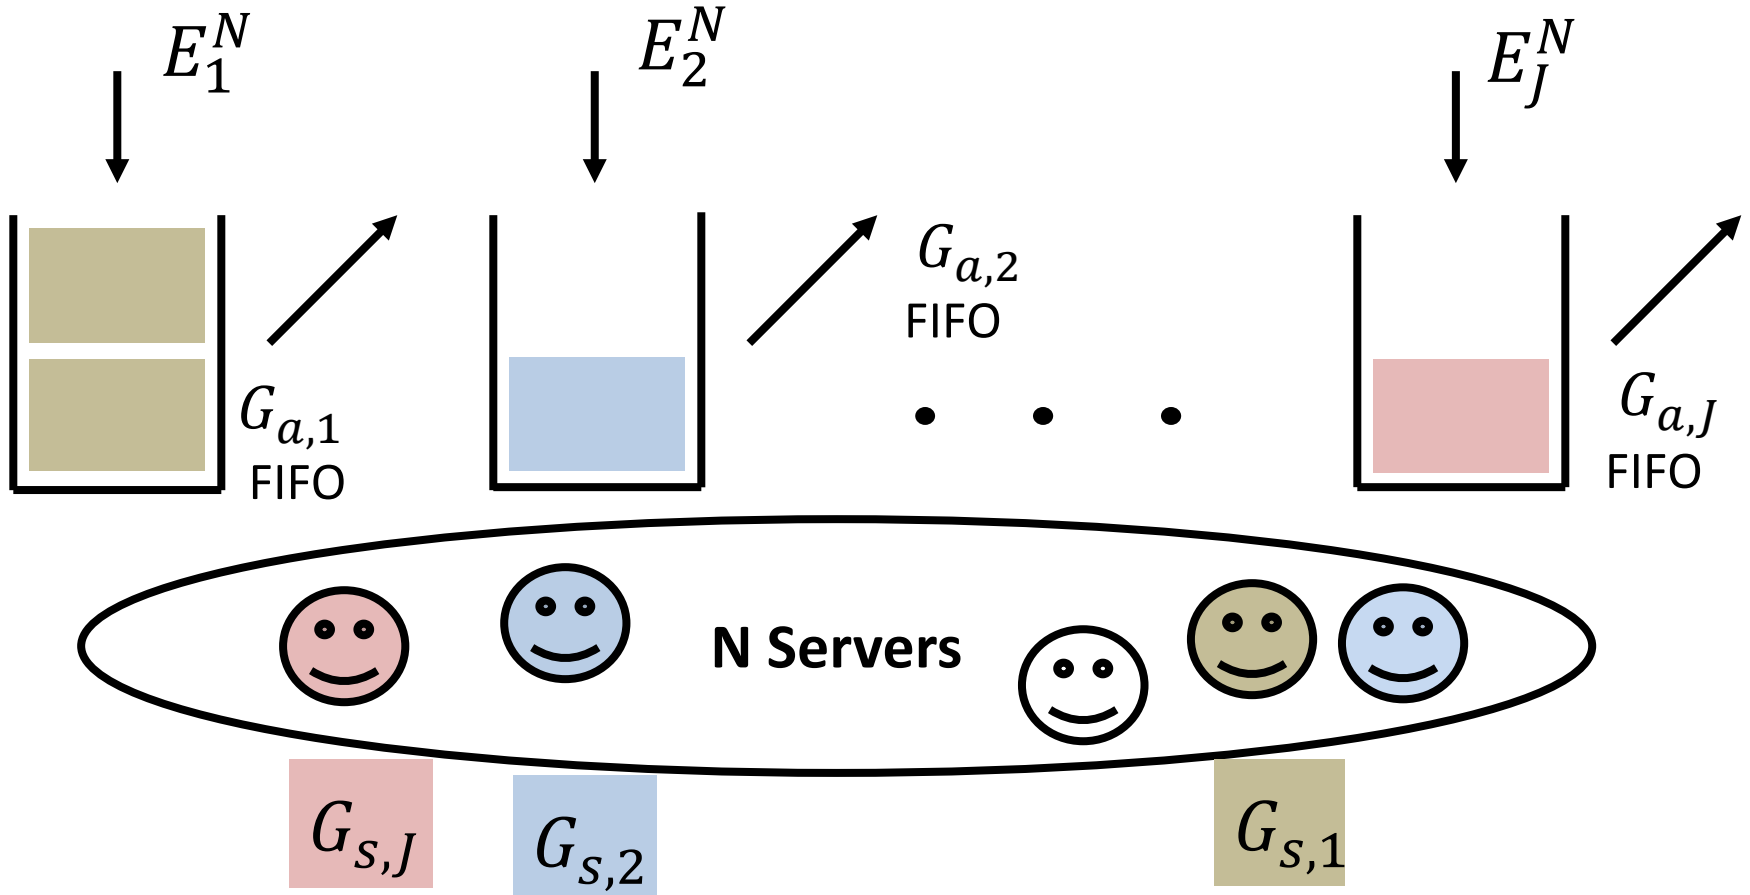 E_1^N
E_2^N
E_J^N
G_{a,1}
FIFO
G_{a,2}
FIFO
G_{a,J}
FIFO
N Servers
G_{s,J}
G_{s,2}
G_{s,1}